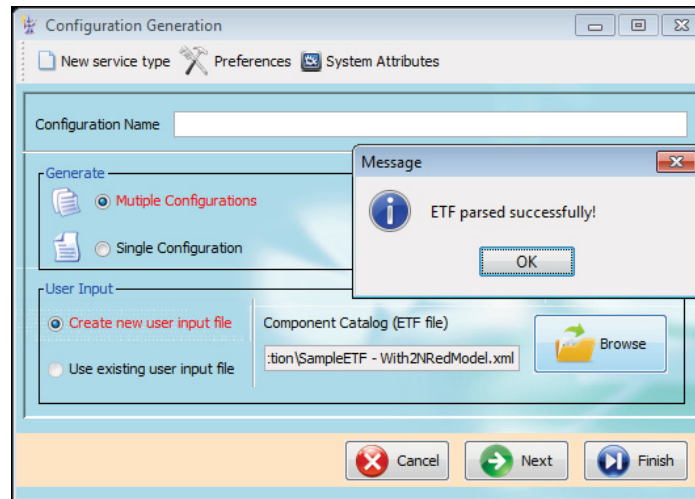 Configuration Generation
New service type Preferences System Attributes
Configuration Name
Message
Generate
Mutiple Configurations
ETF parsed successfully!
Single Configuration
OK
User Input
Create new user input file
Component Catalog (ETF file)
Browse
:tion\SampleETF - With2NRedModel.xml
Use existing user input file
Cancel Next Finish